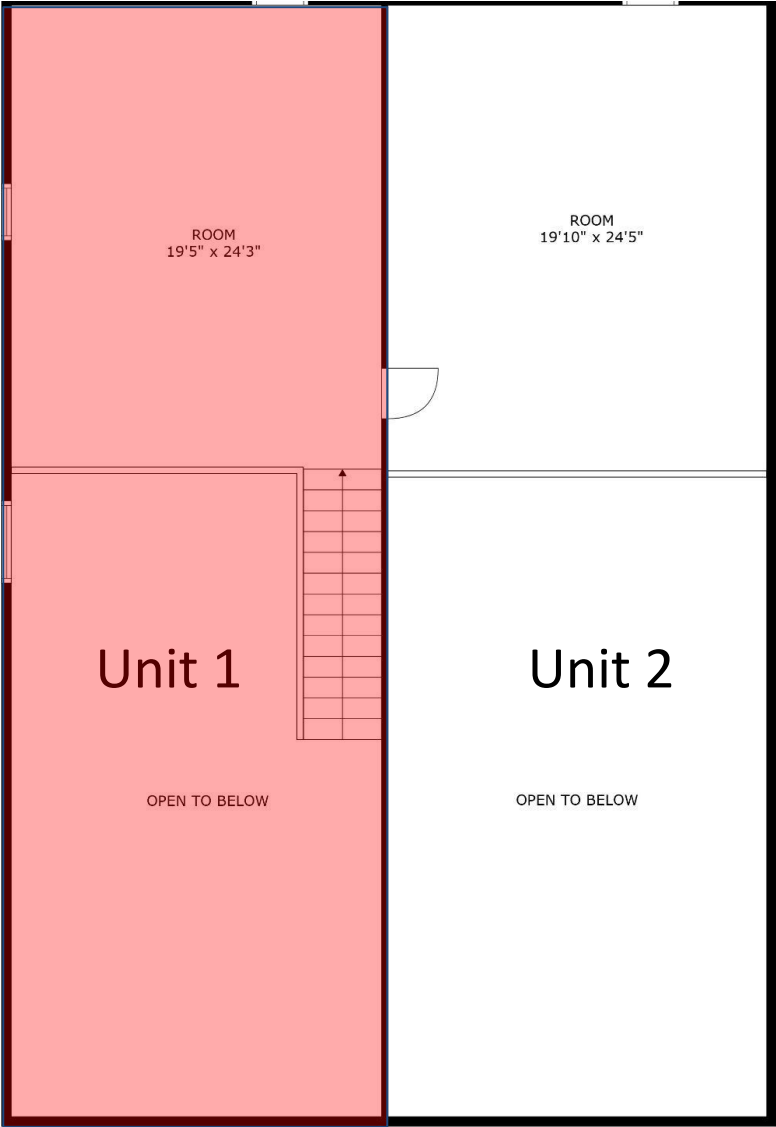 ROOM
19'5" x 24'3"
ROOM
19'10" x 24'5"
Unit 1
Unit 2
OPEN TO BELOW
OPEN TO BELOW